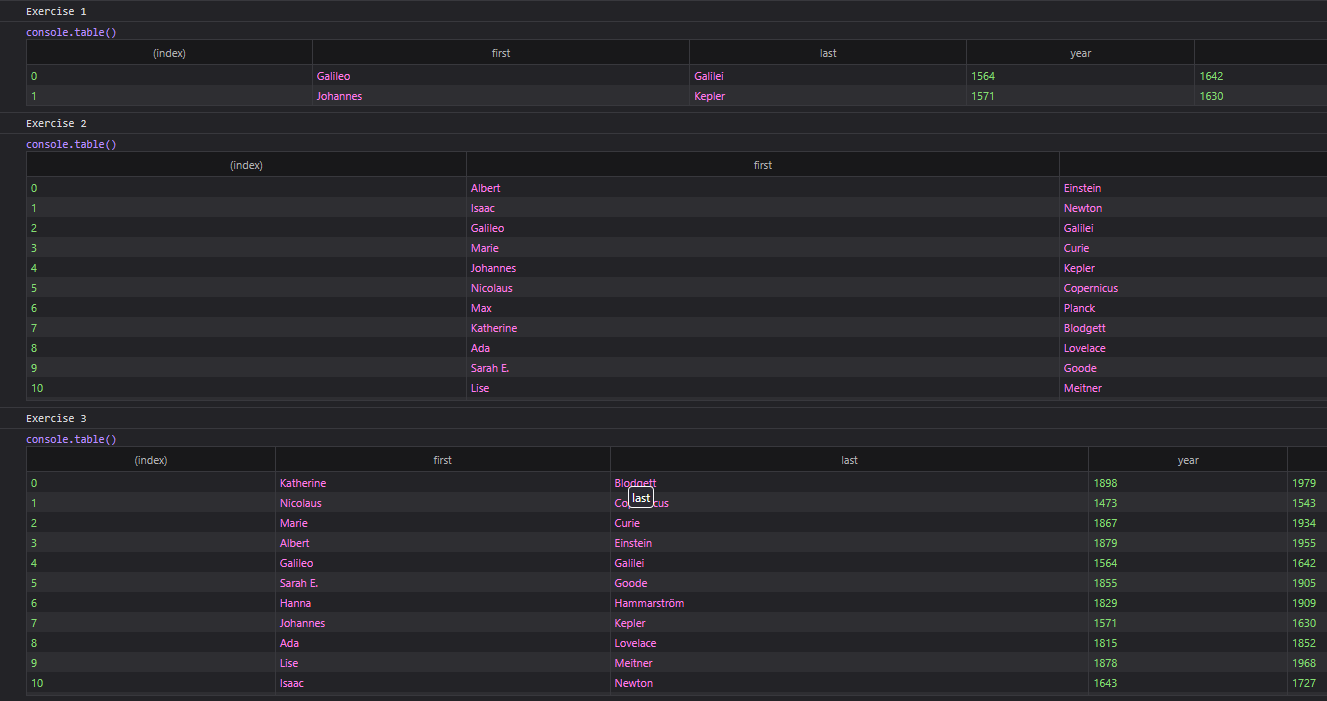 Exercise 1
console.table()
(index) first last year
0 Galileo Galilei 1564 1642
1 Johannes Kepler 1571 1630
Exercise 2
console.table()
(index) first
0 Albert Einstein
1 Isaac Newton
2 Galileo Galilei
3 Marie Curie
4 Johannes Kepler
5 Nicolaus Copernicus
6 Max Planck
7 Katherine Blodgett
8 Ada Lovelace
9 Sarah E. Goode
10 Lise Meitner
Exercise 3
console.table()
(index) first last year
0 Katherine Blodgett 1898 1979
last
1 Nicolaus 1473 1543
2 Marie Curie 1867 1934
3 Albert Einstein 1879 1955
4 Galileo Galilei 1564 1642
5 Sarah E. Goode 1855 1905
6 Hanna Hammarström 1829 1909
7 Johannes Kepler 1571 1630
8 Ada Lovelace 1815 1852
9 Lise Meitner 1878 1968
10 Isaac Newton 1643 1727